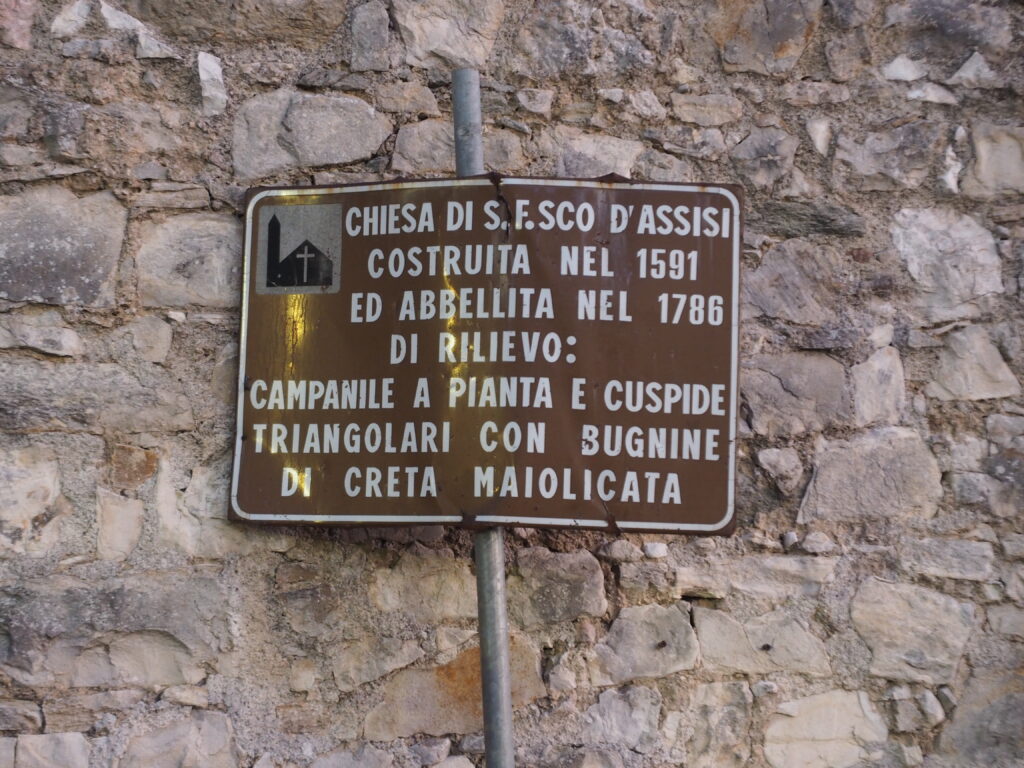 CHIESA DI S.F.SCO D'ASSISI
COSTRUITA NEL 1591
ED ABBELLITA NEL 1786
DI RILIEVO:
CAMPANILE A PIANTA E CUSPIDE
TRIANGOLARI CON BUGNINE
DI CRETA MAIOLICATA